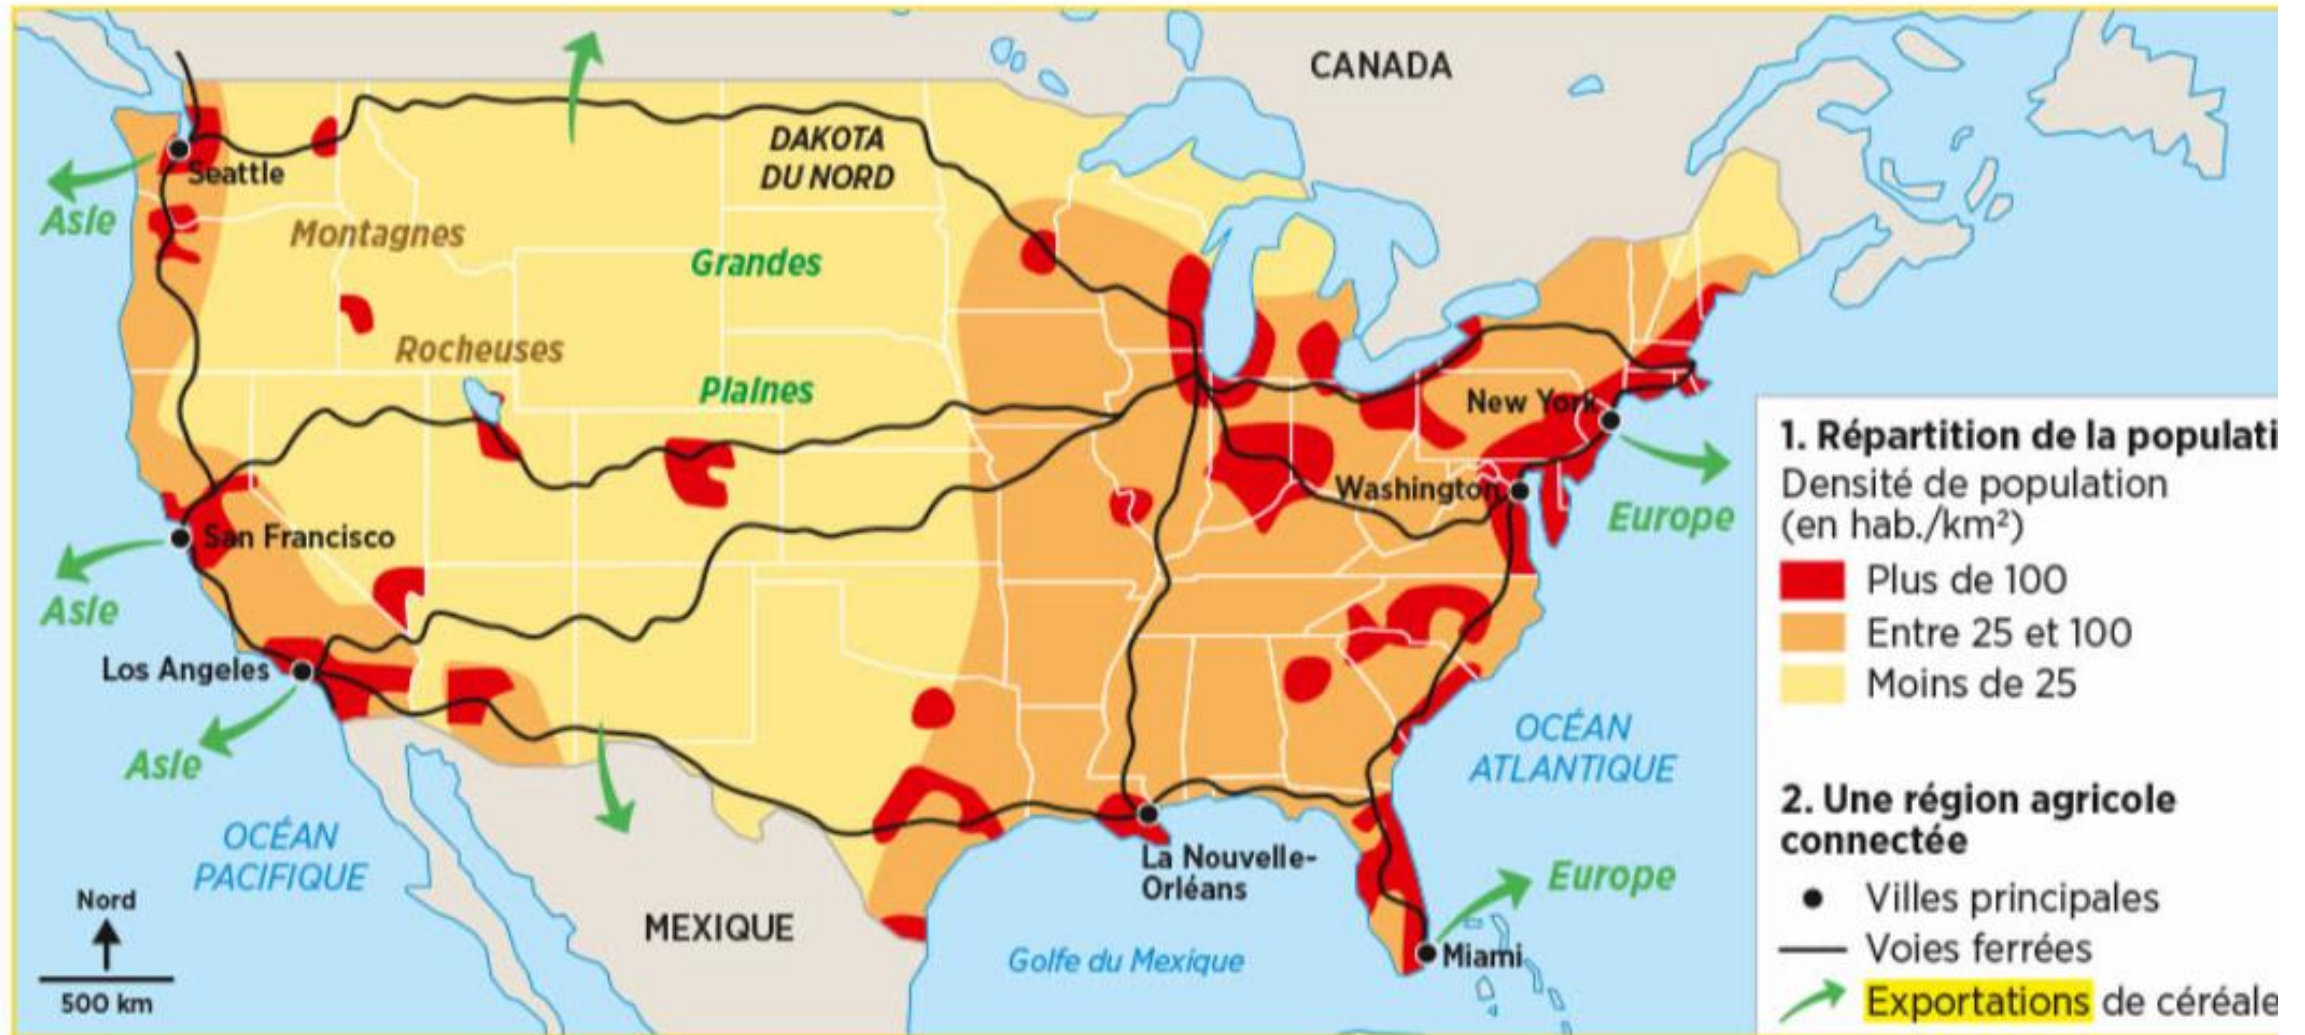 CANADA
DAKOTA
DU NORD
Seattle
Asie
Montagnes
Grandes
Rocheuses
Plaines
New York
Washington
Europe
San Francisco
Asie
Los Angeles
Asie
OCÉAN
ATLANTIQUE
OCÉAN
PACIFIQUE
La Nouvelle-
Orléans
Europe
MEXIQUE
Golfe du Mexique
Miami
Nord
500 km
1. Répartition de la populati
Densité de population
(en hab./km²)
Plus de 100
Entre 25 et 100
Moins de 25
2. Une région agricole
connectée
Villes principales
Voies ferrées
Exportations de céréale